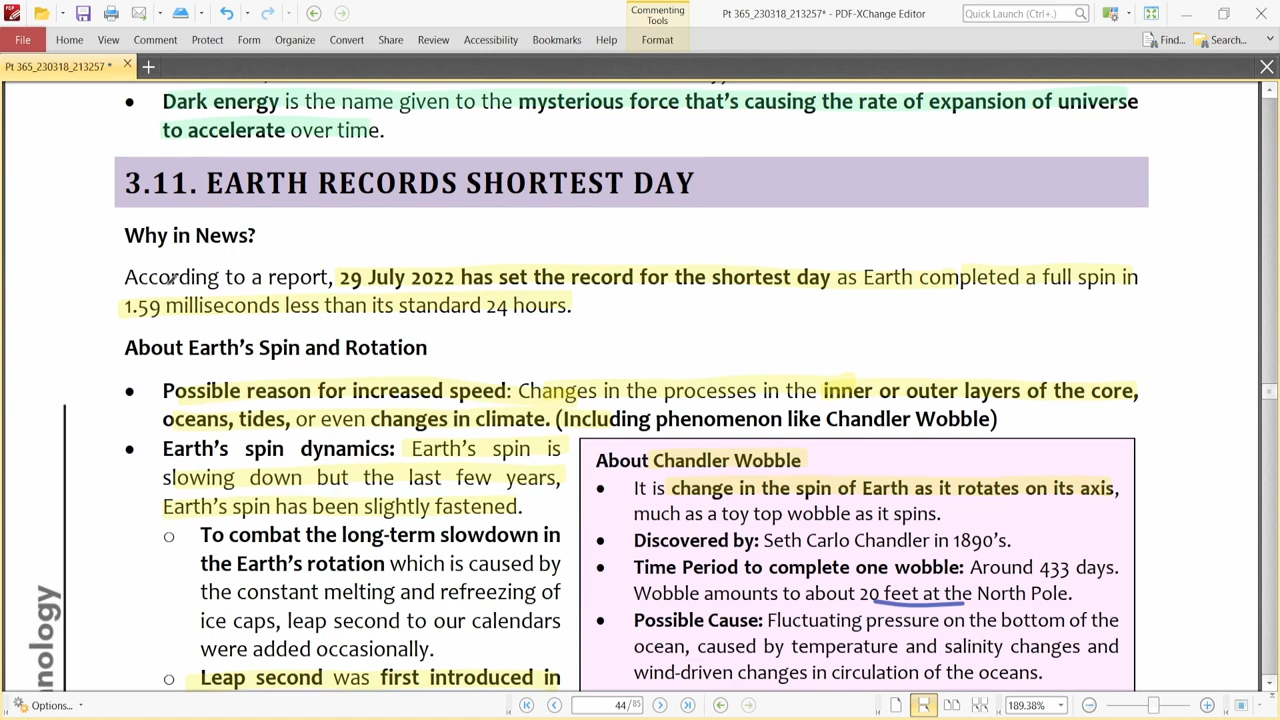 Commenting Tools
Pt 365_230318_213257* - PDF-XChange Editor
Quick Launch (Ctrl+.)
File Home View Comment Protect Form Organize Convert Share Review Accessibility Bookmarks Help Format Find... Search...
Pt 365_230318_213257 *
• Dark energy is the name given to the mysterious force that's causing the rate of expansion of universe
to accelerate over time.
3.11. EARTH RECORDS SHORTEST DAY
Why in News?
According to a report, 29 July 2022 has set the record for the shortest day as Earth completed a full spin in
1.59 milliseconds less than its standard 24 hours.
About Earth's Spin and Rotation
• Possible reason for increased speed: Changes in the processes in the inner or outer layers of the core,
oceans, tides, or even changes in climate. (Including phenomenon like Chandler Wobble)
• Earth's spin dynamics: Earth's spin is
slowing down but the last few years,
Earth's spin has been slightly fastened.
○ To combat the long-term slowdown in
the Earth's rotation which is caused by
the constant melting and refreezing of
ice caps, leap second to our calendars
were added occasionally.
○ Leap second was first introduced in
About Chandler Wobble
• It is change in the spin of Earth as it rotates on its axis,
much as a toy top wobble as it spins.
• Discovered by: Seth Carlo Chandler in 1890's.
• Time Period to complete one wobble: Around 433 days.
Wobble amounts to about 20 feet at the North Pole.
• Possible Cause: Fluctuating pressure on the bottom of the
ocean, caused by temperature and salinity changes and
wind-driven changes in circulation of the oceans.
nology
Options...
44 / 85
189.38%